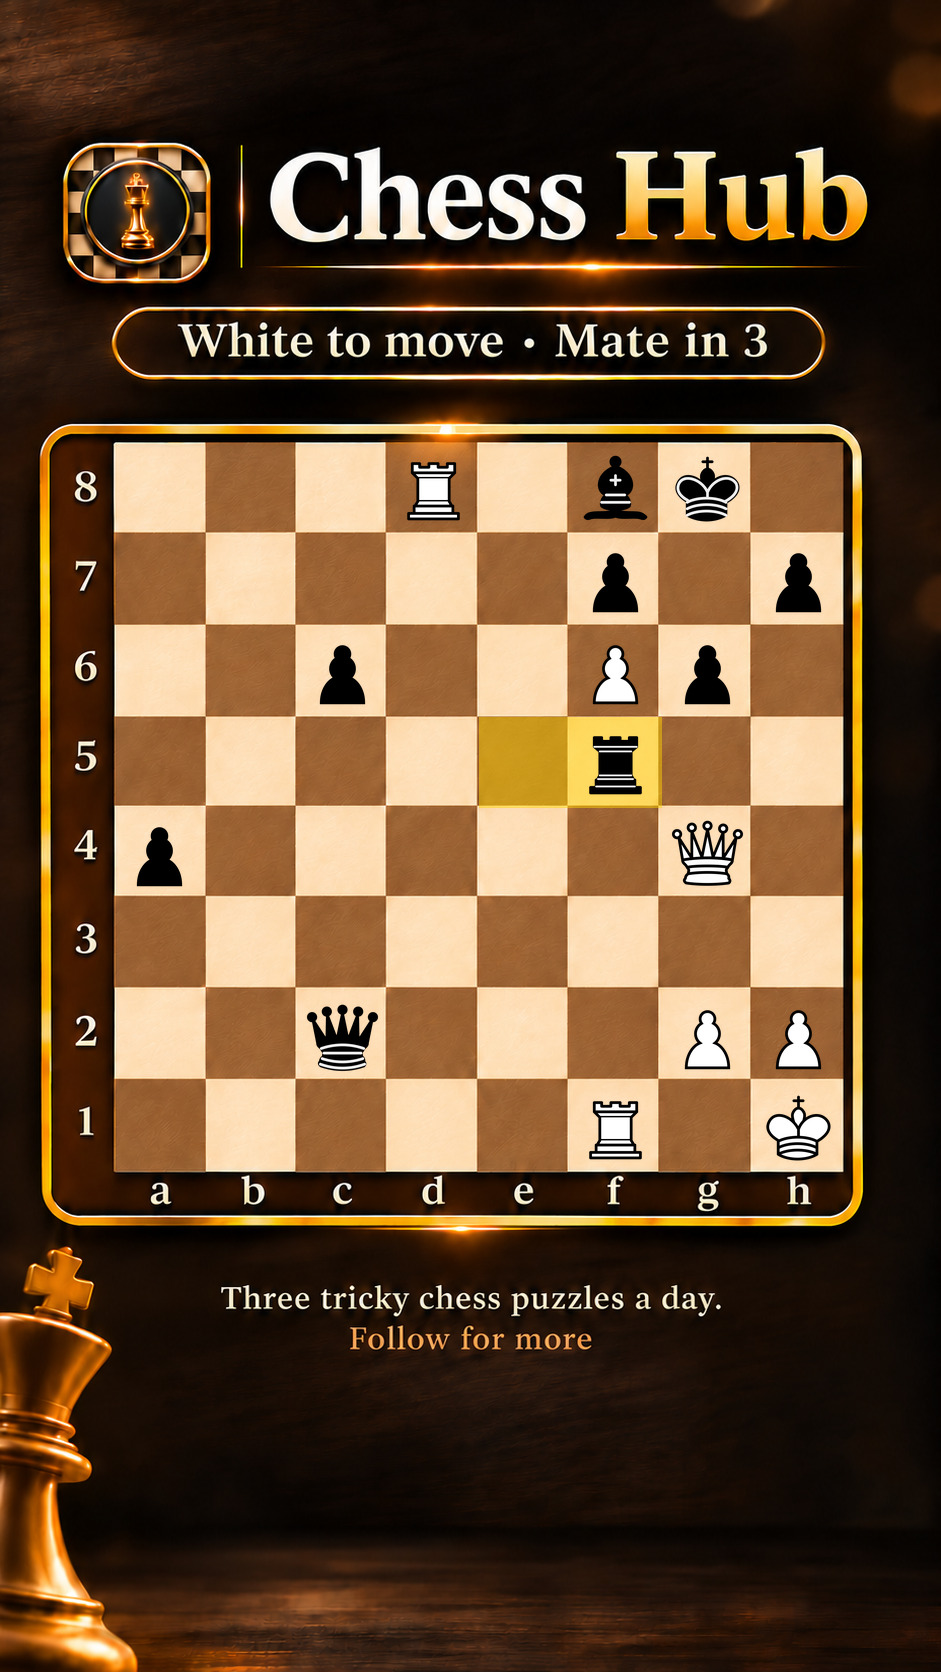 Chess Hub
White to move • Mate in 3
8
7
6
5
4
3
2
1
a b c d e f g h
Three tricky chess puzzles a day.
Follow for more